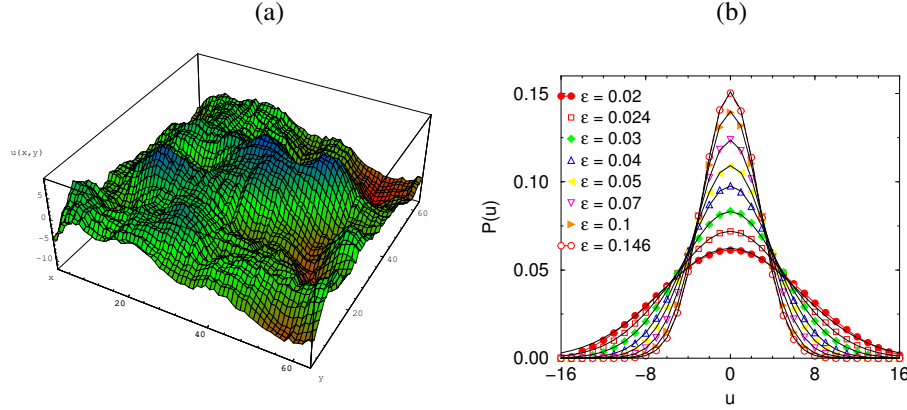 (a)
(b)
u(x,y)
5
0
-5
-10
x
20
40
60
y
20
40
60
P(u)
0.15
0.10
0.05
0.00
-16
-8
0
8
16
u
ε = 0.02
ε = 0.024
ε = 0.03
ε = 0.04
ε = 0.05
ε = 0.07
ε = 0.1
ε = 0.146